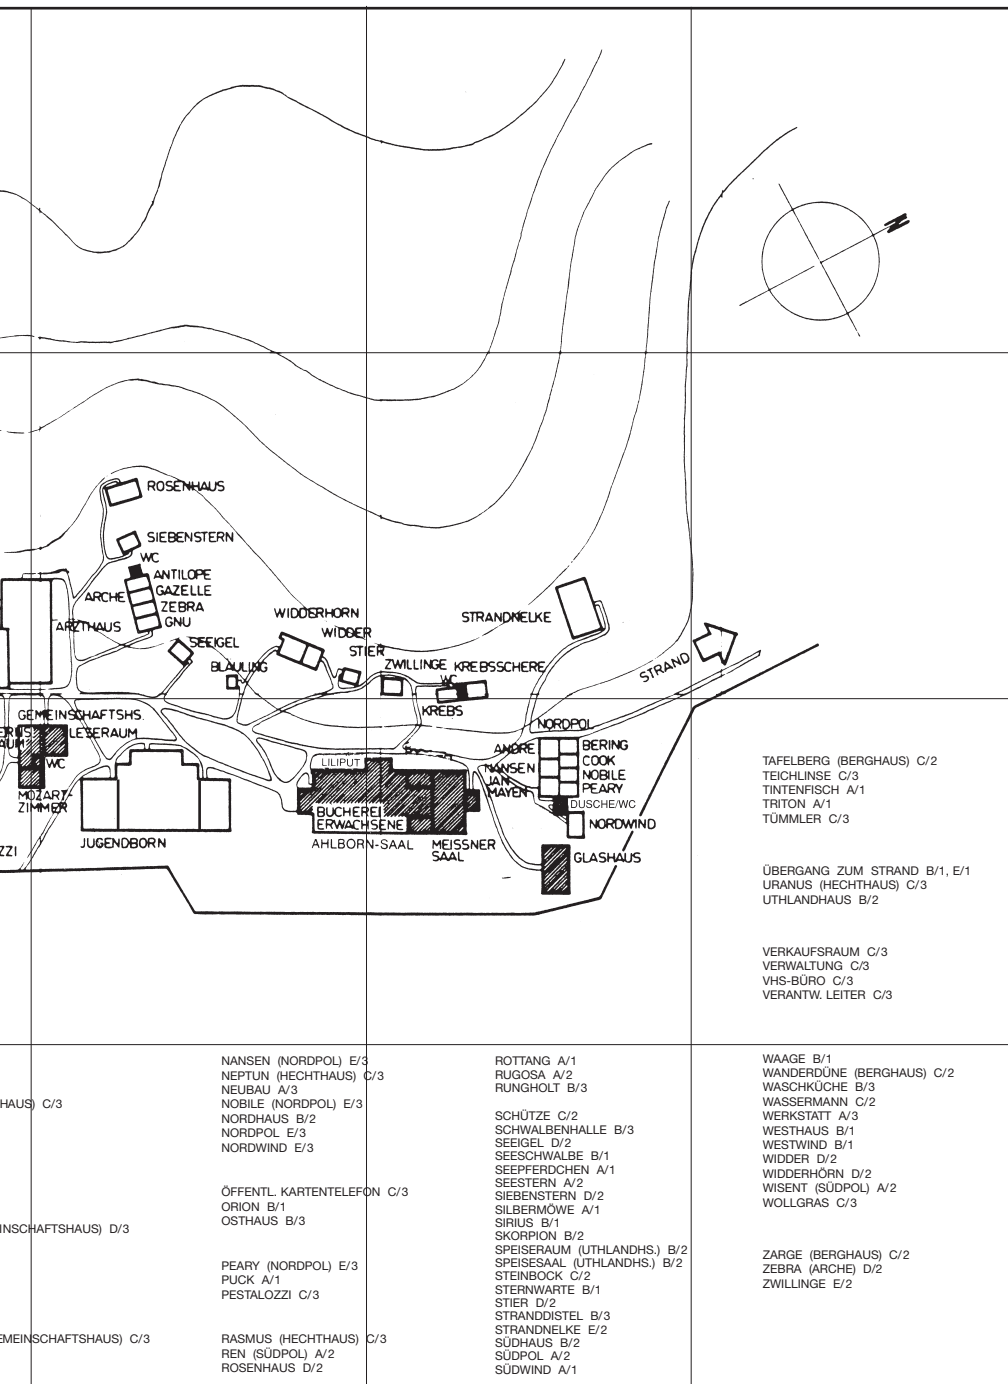 N
ROSENHAUS
SIEBENSTERN
WC
ANTILOPE
ARCHE
GAZELLE
ZEBRA
GNU
ARZTHAUS
SEEIGEL
BLAULING
WIDDERHORN
WIDDER
STIER
ZWILLINGE
KREBSSCHERE
WC
KREBS
STRANDNELKE
STRAND
GEMEINSCHAFTSHS.
LESERAUM
WC
MOZART-
ZIMMER
ZZI
JUGENDBORN
LILIPUT
BUCHEREI
ERWACHSENE
AHLBORN-SAAL
MEISSNER
SAAL
NORDPOL
ANDRE
BERING
COOK
NANSEN
NOBILE
JAN
MAYEN
PEARY
DUSCHE/WC
NORDWIND
GLASHAUS
TAFELBERG (BERGHAUS) C/2
TEICHLINSE C/3
TINTENFISCH A/1
TRITON A/1
TÜMMLER C/3
ÜBERGANG ZUM STRAND B/1, E/1
URANUS (HECHTHAUS) C/3
UTHLANDHAUS B/2
VERKAUFSRAUM C/3
VERWALTUNG C/3
VHS-BÜRO C/3
VERANTW. LEITER C/3
HAUS) C/3
INSCHAFTSHAUS) D/3
EMEINSCHAFTSHAUS) C/3
NANSEN (NORDPOL) E/3
NEPTUN (HECHTHAUS) C/3
NEUBAU A/3
NOBILE (NORDPOL) E/3
NORDHAUS B/2
NORDPOL E/3
NORDWIND E/3
ÖFFENTL. KARTENTELEFON C/3
ORION B/1
OSTHAUS B/3
PEARY (NORDPOL) E/3
PUCK A/1
PESTALOZZI C/3
RASMUS (HECHTHAUS) C/3
REN (SÜDPOL) A/2
ROSENHAUS D/2
ROTTANG A/1
RUGOSA A/2
RUNGHOLT B/3
SCHÜTZE C/2
SCHWALBENHALLE B/3
SEEIGEL D/2
SEESCHWALBE B/1
SEEPFERDCHEN A/1
SEESTERN A/2
SIEBENSTERN D/2
SILBERMÖWE A/1
SIRIUS B/1
SKORPION B/2
SPEISERAUM (UTHLANDHS.) B/2
SPEISESAAL (UTHLANDHS.) B/2
STEINBOCK C/2
STERNWARTE B/1
STIER D/2
STRANDDISTEL B/3
STRANDNELKE E/2
SÜDHAUS B/2
SÜDPOL A/2
SÜDWIND A/1
WAAGE B/1
WANDERDÜNE (BERGHAUS) C/2
WASCHKÜCHE B/3
WASSERMANN C/2
WERKSTATT A/3
WESTHAUS B/1
WESTWIND B/1
WIDDER D/2
WIDDERHÖRN D/2
WISENT (SÜDPOL) A/2
WOLLGRAS C/3
ZARGE (BERGHAUS) C/2
ZEBRA (ARCHE) D/2
ZWILLINGE E/2